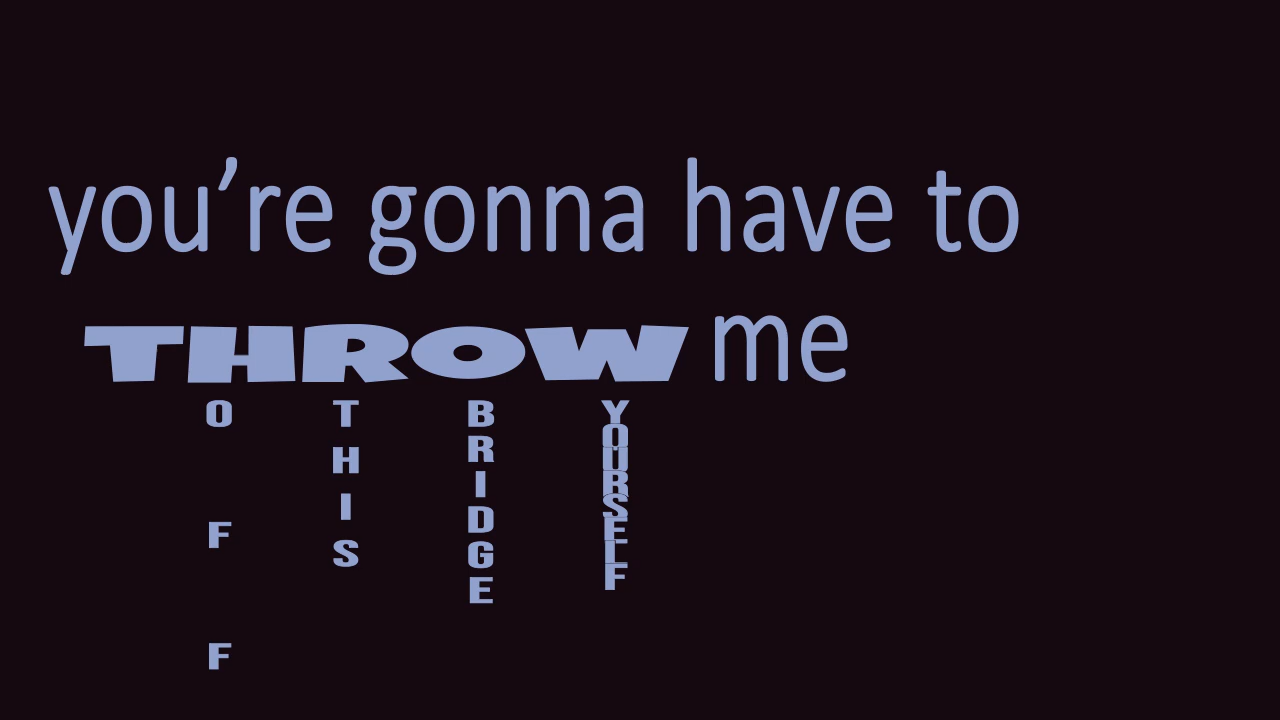 you’re gonna have to
THROW me
OFF
THIS
BRIDGE
YOURSELF